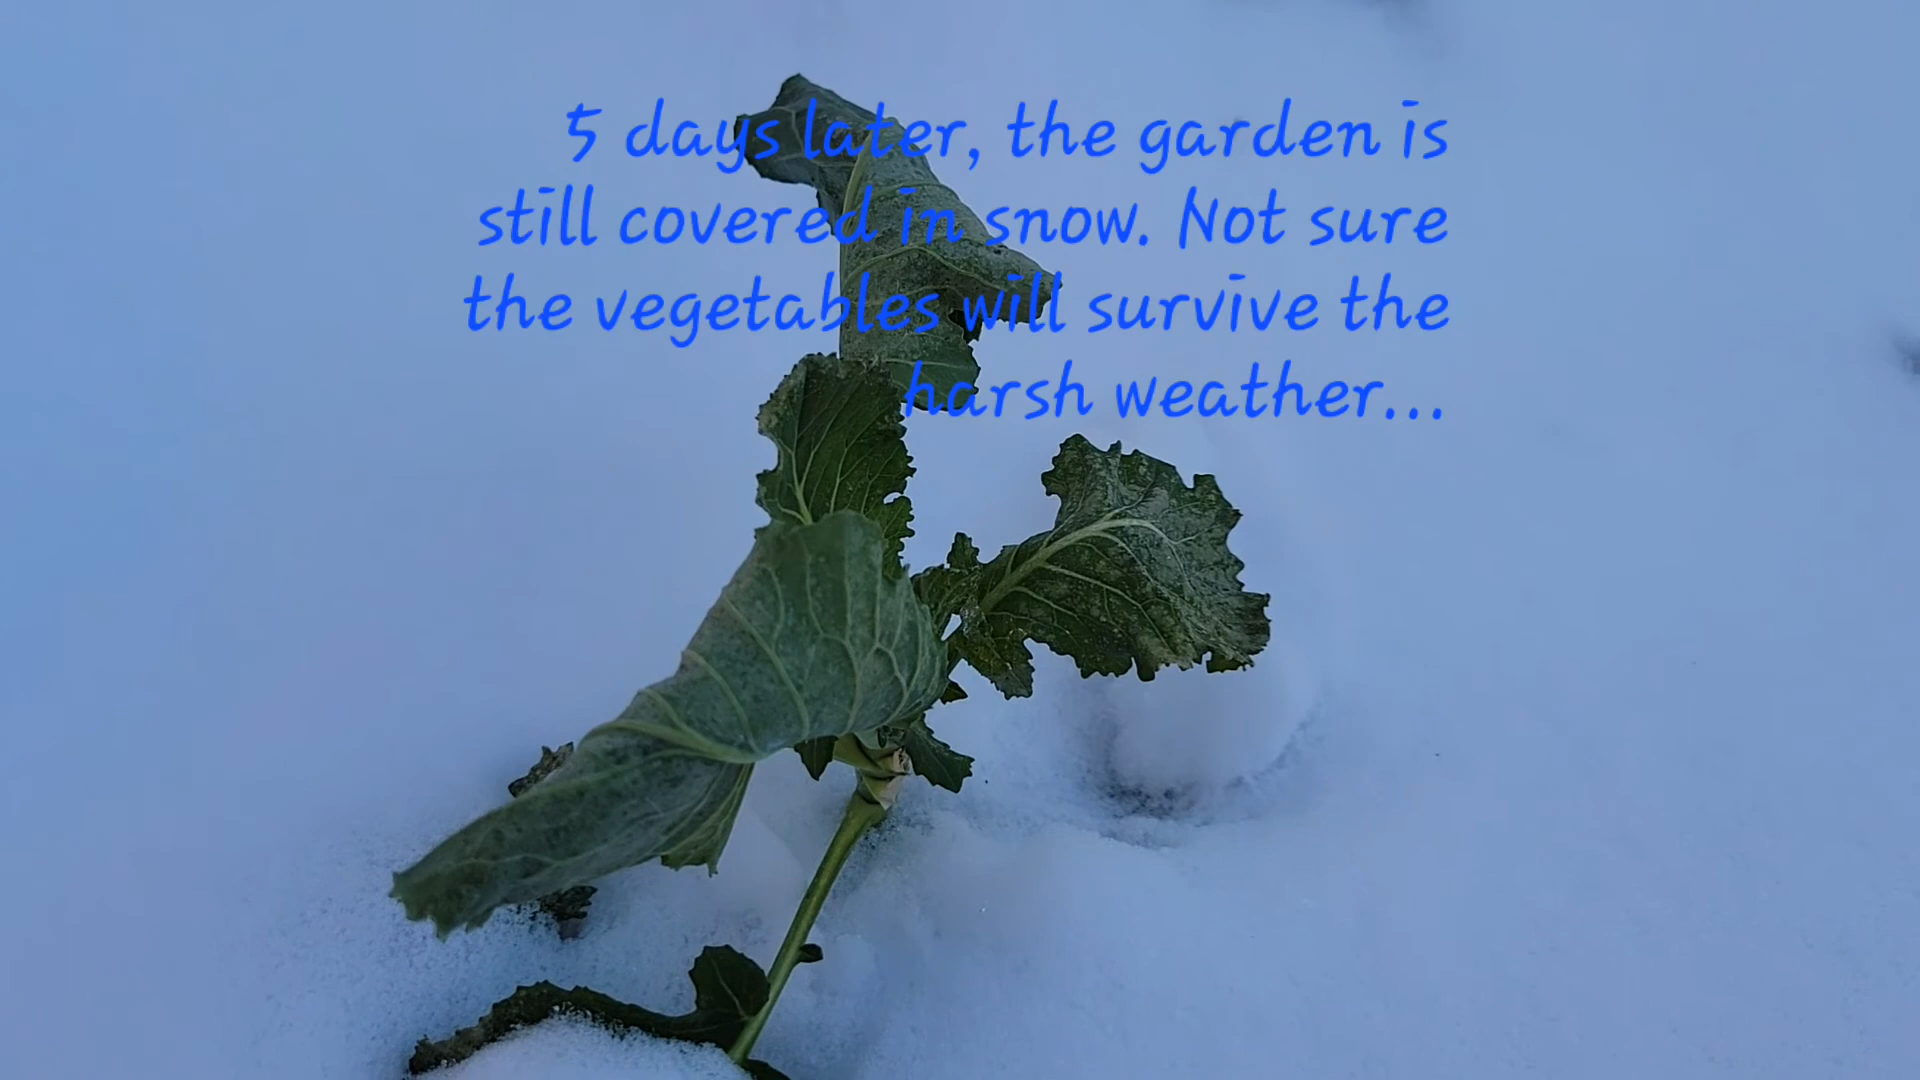 5 days later, the garden is
still covered in snow. Not sure
the vegetables will survive the
harsh weather...